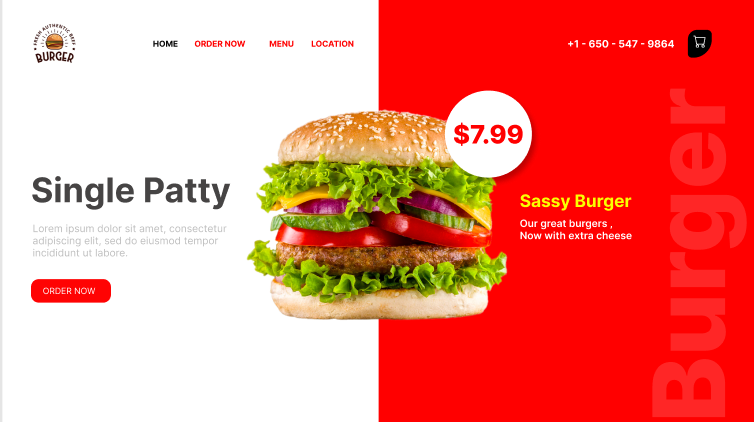 FRESH AUTHENTIC BEEF
BURGER
HOME
ORDER NOW
MENU
LOCATION
+1 - 650 - 547 - 9864
$7.99
Single Patty
Lorem ipsum dolor sit amet, consectetur
adipiscing elit, sed do eiusmod tempor
incididunt ut labore.
ORDER NOW
Sassy Burger
Our great burgers ,
Now with extra cheese
Burger